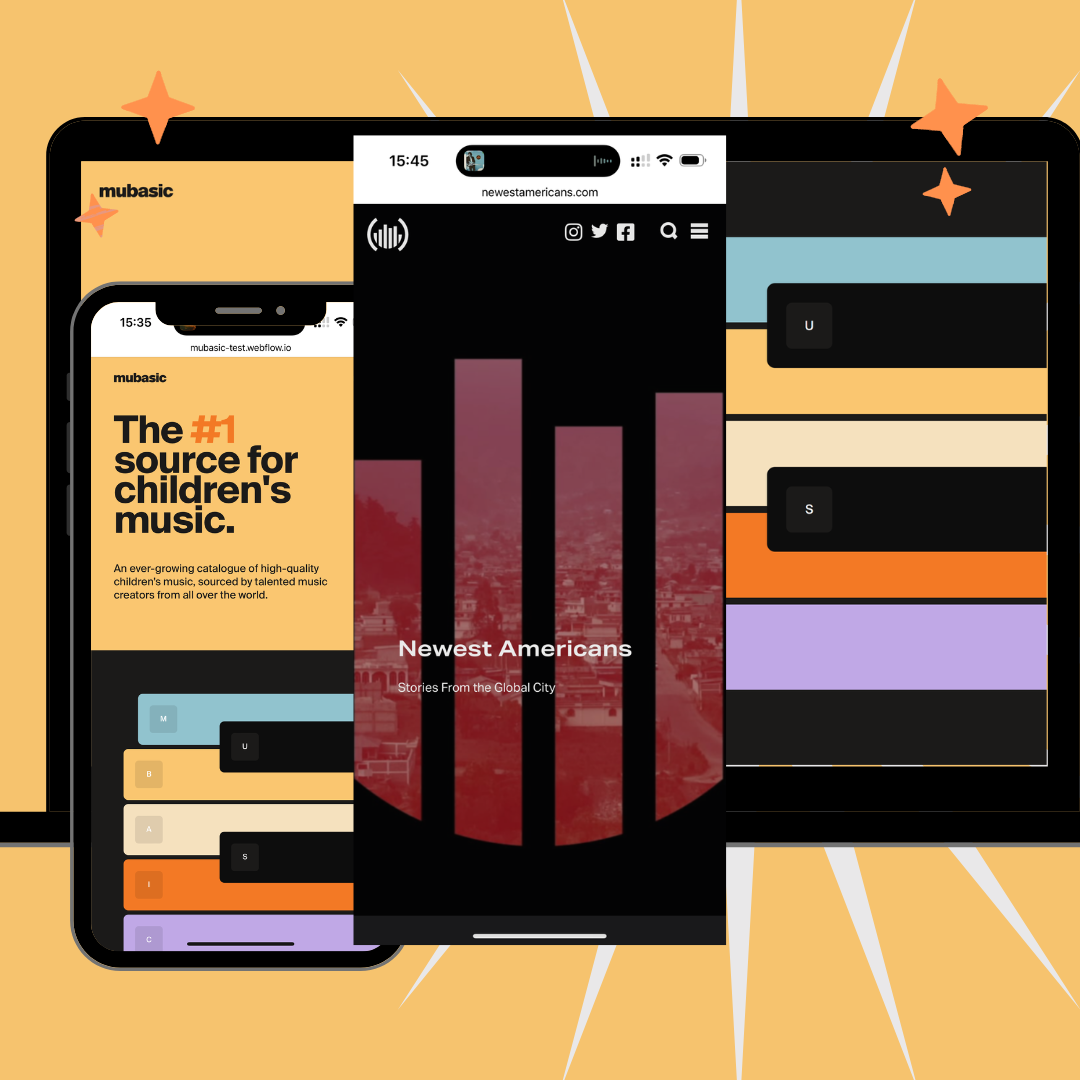 mubasic
15:35
mubasic-test.webflow.io
mubasic
The #1
source for
children's
music.
An ever-growing catalogue of high-quality
children's music, sourced by talented music
creators from all over the world.
M
U
B
A
S
I
C
15:45
newestamericans.com
Newest Americans
Stories From the Global City
U
S